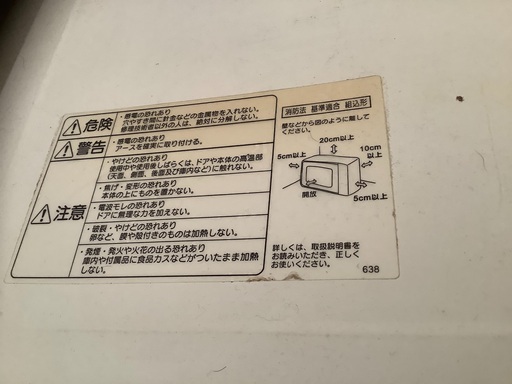 危険
・感電の恐れあり
穴やすき間に針金などの金属物を入れない。
修理技術者以外の人は、絶対に分解しない。
警告
・感電の恐れあり
アースを確実に取り付ける。
注意
・やけどの恐れあり
使用中や使用後しばらくは、ドアや本体の高温部
(天面、側面、後面及び庫内など)に触れない。
・焦げ・変形の恐れあり
本体の上にものを置かない。
・電波モレの恐れあり
ドアに無理な力を加えない。
・破裂・やけどの恐れあり
卵など、膜や殻付きのものは加熱しない。
・発煙・発火や火花の出る恐れあり
庫内や付属品に食品カスなどがついたまま加熱
しない。
消防法 基準適合 組込形
壁などから図のように離して
ください。
20cm以上
5cm以上
10cm
以上
開放
5cm以上
詳しくは、取扱説明書を
お読みいただき、正しく
お使いください。
638